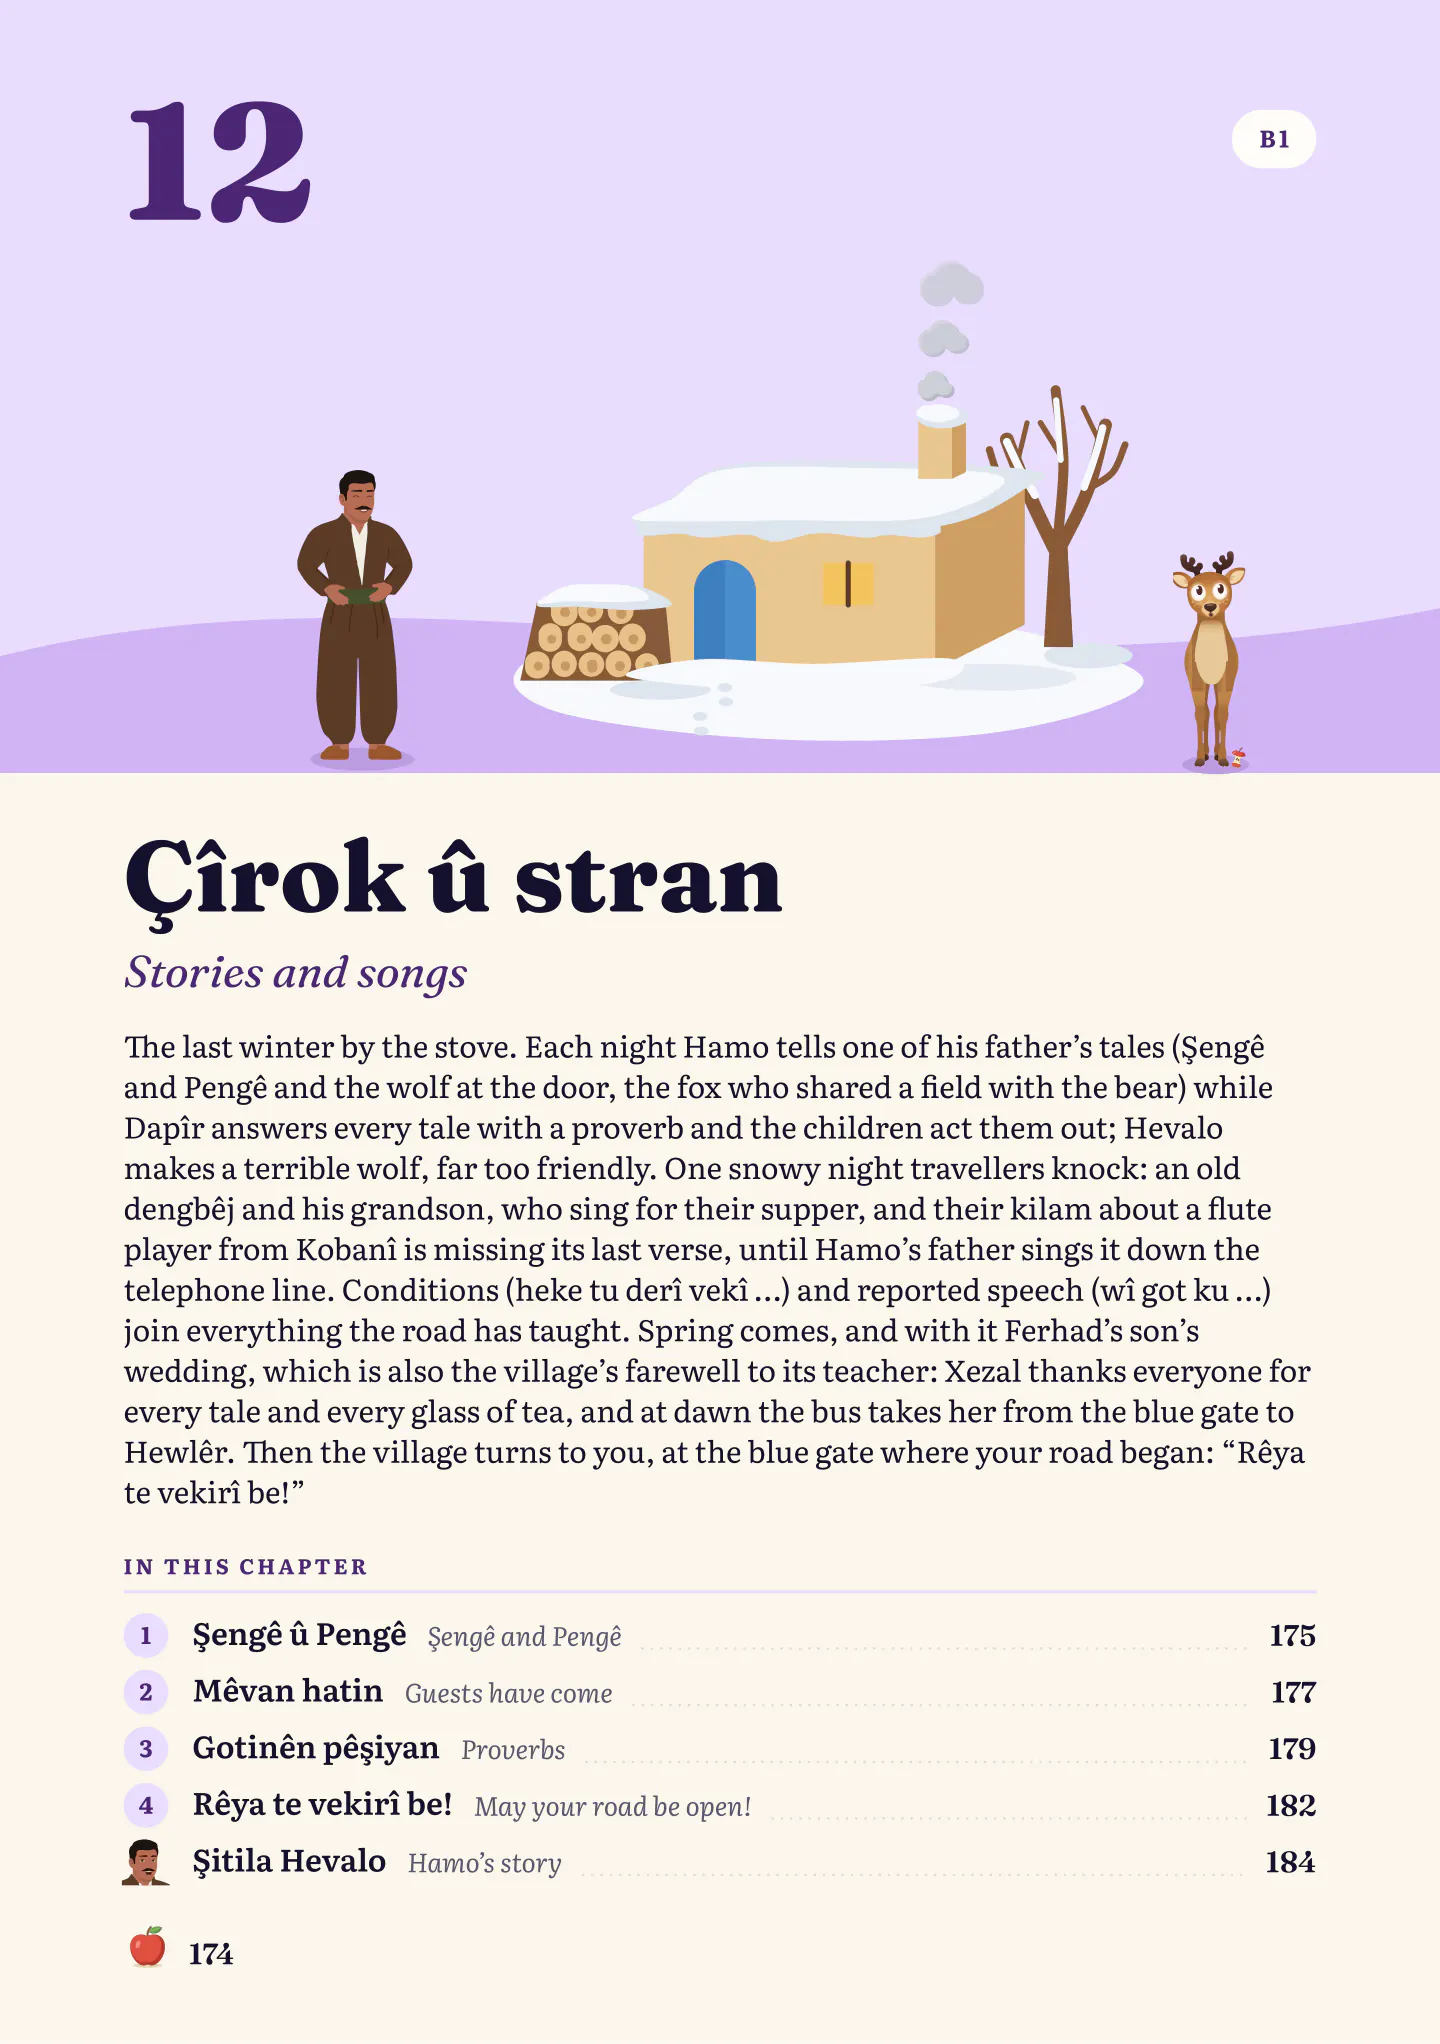 12
B1
Çîrok û stran
Stories and songs
The last winter by the stove. Each night Hamo tells one of his father’s tales (Şengê
and Pengê and the wolf at the door, the fox who shared a field with the bear) while
Dapîr answers every tale with a proverb and the children act them out; Hevalo
makes a terrible wolf, far too friendly. One snowy night travellers knock: an old
dengbêj and his grandson, who sing for their supper, and their kilam about a flute
player from Kobanî is missing its last verse, until Hamo’s father sings it down the
telephone line. Conditions (heke tu derî vekî …) and reported speech (wî got ku …)
join everything the road has taught. Spring comes, and with it Ferhad’s son’s
wedding, which is also the village’s farewell to its teacher: Xezal thanks everyone for
every tale and every glass of tea, and at dawn the bus takes her from the blue gate to
Hewlêr. Then the village turns to you, at the blue gate where your road began: “Rêya
te vekirî be!”
IN THIS CHAPTER
1 Şengê û Pengê Şengê and Pengê 175
2 Mêvan hatin Guests have come 177
3 Gotinên pêşiyan Proverbs 179
4 Rêya te vekirî be! May your road be open! 182
Şitila Hevalo Hamo’s story 184
174